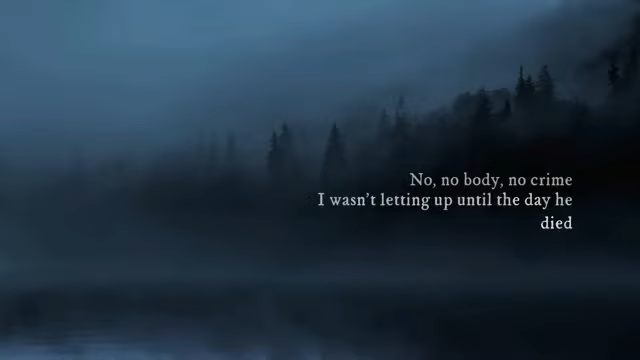 No, no body, no crime
I wasn't letting up until the day he
died